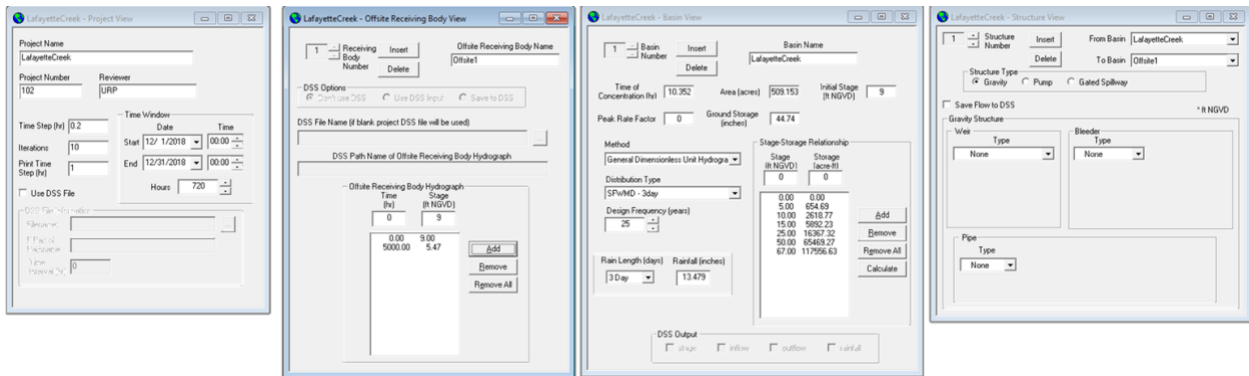 LafayetteCreek - Project View
Project Name
LafayetteCreek
Project Number Reviewer
102 URP
Time Window
Date Time
Time Step (hr) 0.2
Start 12/ 1/2018 00:00
Iterations 10
End 12/31/2018 00:00
Print Time Step (hr) 1
Hours 720
Use DSS File
DSS File Information
Filename:
LafayetteCreek - Offsite Receiving Body View
1 Receiving Body Number
Insert
Delete
Offsite Receiving Body Name
Offsite1
DSS Options
Don't use DSS Use DSS Input Save to DSS
DSS File Name (if blank project DSS file will be used)
...
DSS Path Name of Offsite Receiving Body Hydrograph
Offsite Receiving Body Hydrograph
Time (hr) Stage (ft NGVD)
0 9
0.00 9.00
5000.00 5.47
Add
Remove
Remove All
LafayetteCreek - Basin View
1 Basin Number
Insert
Delete
Basin Name
LafayetteCreek
Time of Concentration (hr) 10.352 Area (acres) 509.153 Initial Stage (ft NGVD) 9
Peak Rate Factor 0 Ground Storage (inches) 44.74
Method
General Dimensionless Unit Hydrogra
Distribution Type
SFWMD - 3day
Design Frequency (years)
25
Rain Length (days) Rainfall (inches)
3 Day 13.479
Stage-Storage Relationship
Stage (ft NGVD) Storage (acre-ft)
0 0
0.00 0.00
5.00 654.69
10.00 2618.77
15.00 5892.23
25.00 16367.32
50.00 65469.27
67.00 117556.63
Add
Remove
Remove All
Calculate
DSS Output
stage inflow outflow rainfall
LafayetteCreek - Structure View
1 Structure Number
Insert
Delete
From Basin LafayetteCreek
To Basin Offsite1
Structure Type
Gravity Pump Gated Spillway
Save Flow to DSS
* ft NGVD
Gravity Structure
Weir
Type
None
Bleeder
Type
None
Pipe
Type
None